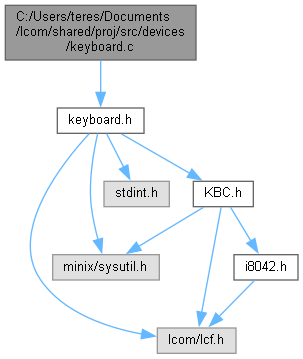 C:/Users/teres/Documents
/lcom/shared/proj/src/devices
/keyboard.c
keyboard.h
stdint.h
KBC.h
minix/sysutil.h
i8042.h
lcom/lcf.h